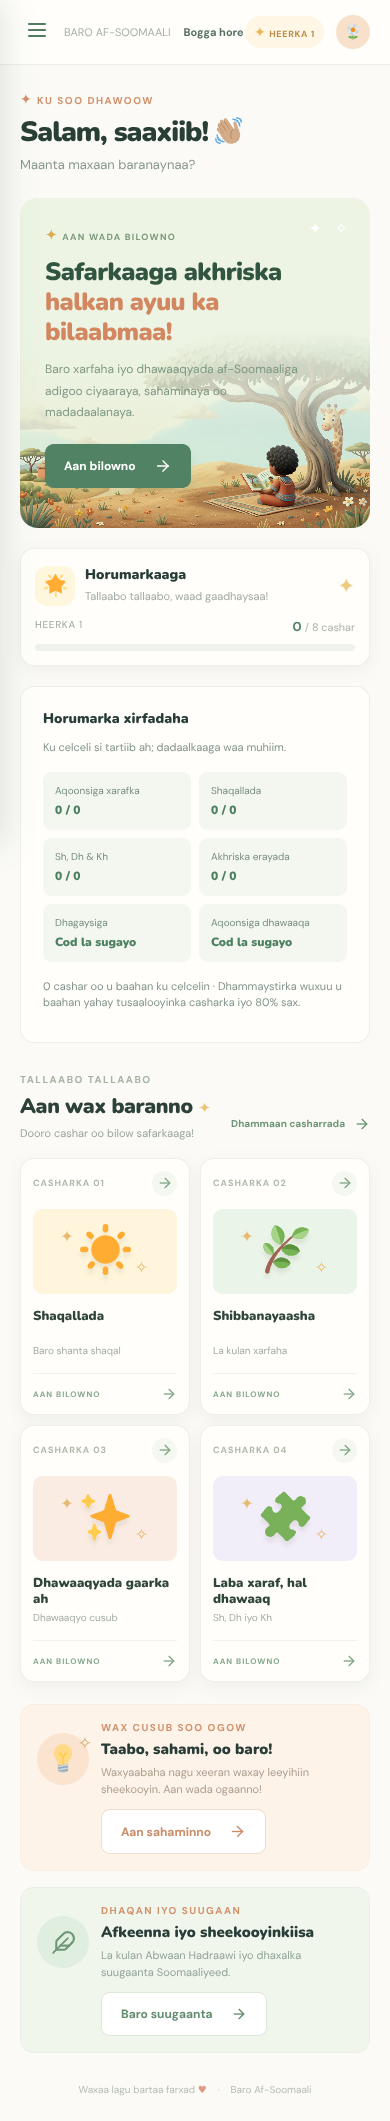 BARO AF-SOOMAALI
Bogga hore
HEERKA 1
KU SOO DHAWOOW
Salam, saaxiib!
Maanta maxaan baranaynaa?
AAN WADA BILOWNO
Safarkaaga akhriska
halkan ayuu ka
bilaabmaa!
Baro xarfaha iyo dhawaaqyada af-Soomaaliga
adigoo ciyaaraya, sahaminaya oo
madadaalanaya.
Aan bilowno
Horumarkaaga
Tallaabo tallaabo, waad gaadhaysaa!
HEERKA 1
0 / 8 cashar
Horumarka xirfadaha
Ku celceli si tartiib ah; dadaalkaaga waa muhiim.
Aqoonsiga xarafka
0 / 0
Shaqallada
0 / 0
Sh, Dh & Kh
0 / 0
Akhriska erayada
0 / 0
Dhagaysiga
Cod la sugayo
Aqoonsiga dhawaaqa
Cod la sugayo
0 cashar oo u baahan ku celcelin · Dhammaystirka wuxuu u
baahan yahay tusaalooyinka casharka iyo 80% sax.
TALLAABO TALLAABO
Aan wax baranno
Dooro cashar oo bilow safarkaaga!
Dhammaan casharrada
CASHARKA 01
Shaqallada
Baro shanta shaqal
AAN BILOWNO
CASHARKA 02
Shibbanayaasha
La kulan xarfaha
AAN BILOWNO
CASHARKA 03
Dhawaaqyada gaarka
ah
Dhawaaqyo cusub
AAN BILOWNO
CASHARKA 04
Laba xaraf, hal
dhawaaq
Sh, Dh iyo Kh
AAN BILOWNO
WAX CUSUB SOO OGOW
Taabo, sahami, oo baro!
Waxyaabaha nagu xeeran waxay leeyihiin
sheekooyin. Aan wada ogaanno!
Aan sahaminno
DHAQAN IYO SUUGAAN
Afkeenna iyo sheekooyinkiisa
La kulan Abwaan Hadraawi iyo dhaxalka
suugaanta Soomaaliyeed.
Baro suugaanta
Waxaa lagu bartaa farxad ♥ · Baro Af-Soomaali